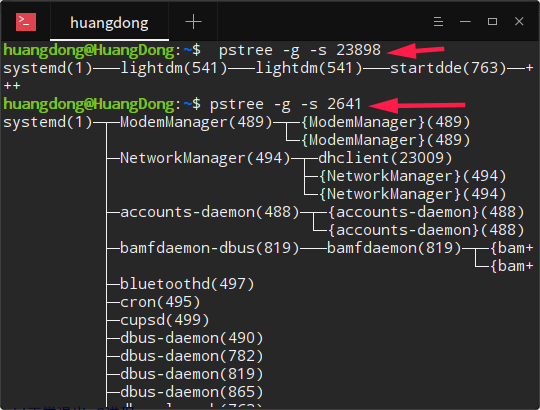 huangdong
huangdong@HuangDong:~$ pstree -g -s 23898
systemd(1)───lightdm(541)───lightdm(541)───startdde(763)──+
++
huangdong@HuangDong:~$ pstree -g -s 2641
systemd(1)─┬─ModemManager(489)─┬─{ModemManager}(489)
│ └─{ModemManager}(489)
├─NetworkManager(494)─┬─dhclient(23009)
│ ├─{NetworkManager}(494)
│ └─{NetworkManager}(494)
├─accounts-daemon(488)─┬─{accounts-daemon}(488)
│ └─{accounts-daemon}(488)
├─bamfdaemon-dbus(819)───bamfdaemon(819)─┬─{bam+
│ └─{bam+
├─bluetoothd(497)
├─cron(495)
├─cupsd(499)
├─dbus-daemon(490)
├─dbus-daemon(782)
├─dbus-daemon(819)
├─dbus-daemon(865)